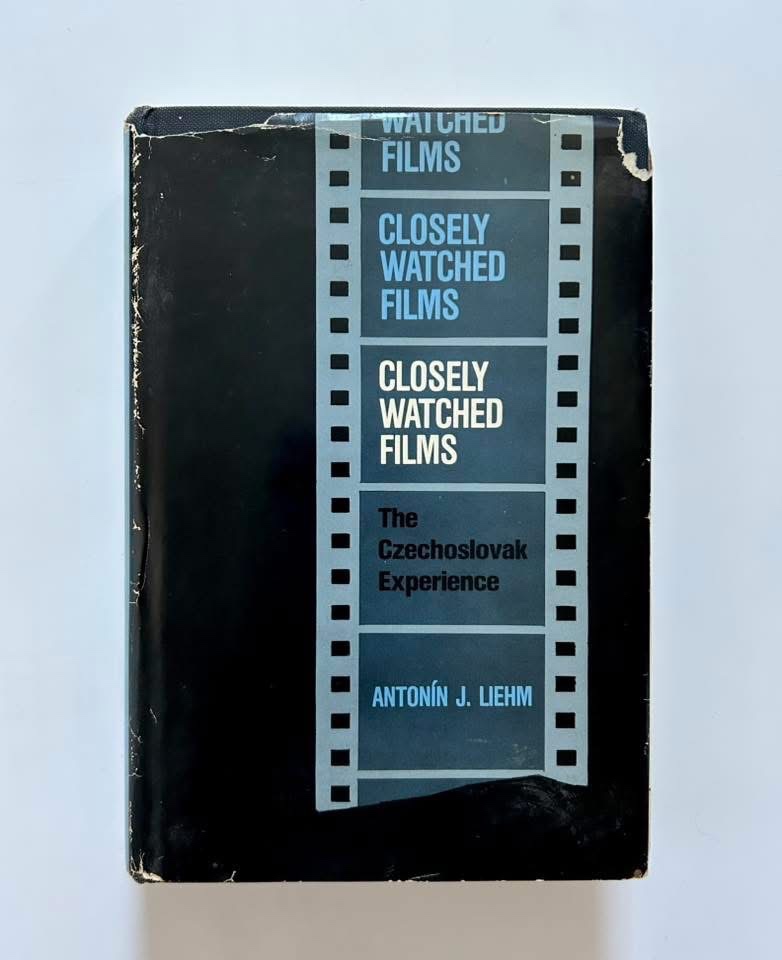 WATCHED
FILMS
CLOSELY
WATCHED
FILMS
CLOSELY
WATCHED
FILMS
The
Czechoslovak
Experience
ANTONÍN J. LIEHM